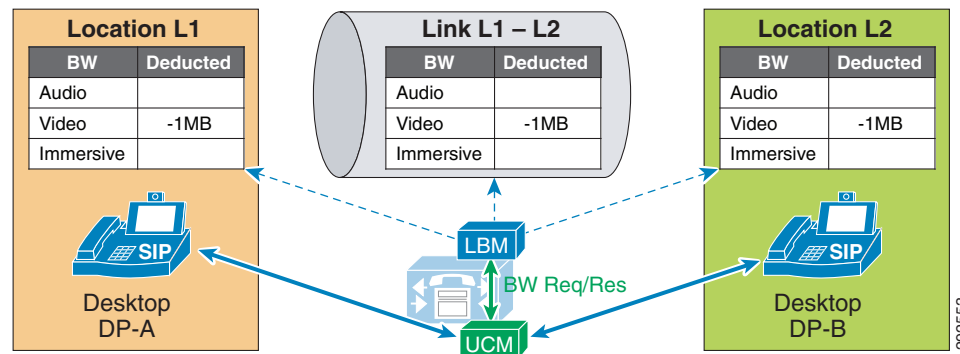 Location L1
BW Deducted
Audio
Video -1MB
Immersive
SIP
Desktop
DP-A
Link L1 – L2
BW Deducted
Audio
Video -1MB
Immersive
LBM
BW Req/Res
UCM
Location L2
BW Deducted
Audio
Video -1MB
Immersive
SIP
Desktop
DP-B